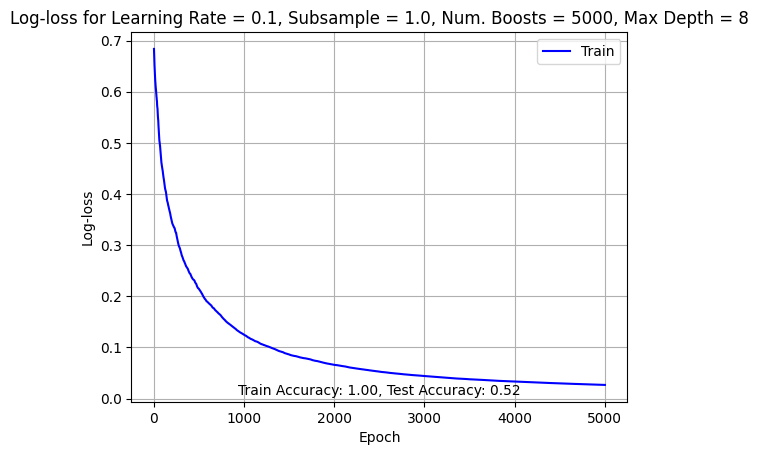 Log-loss for Learning Rate = 0.1, Subsample = 1.0, Num. Boosts = 5000, Max Depth = 8
Train
0.7
0.6
0.5
0.4
0.3
0.2
0.1
0.0
Log-loss
Train Accuracy: 1.00, Test Accuracy: 0.52
0 1000 2000 3000 4000 5000
Epoch